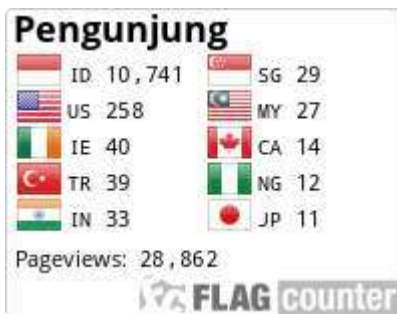 Pengunjung
ID 10,741 SG 29
US 258 MY 27
IE 40 CA 14
TR 39 NG 12
IN 33 JP 11
Pageviews: 28,862
FLAG counter